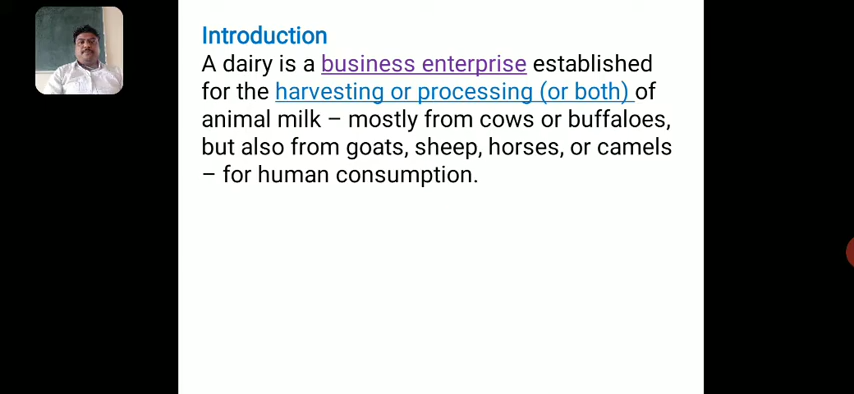 Introduction
A dairy is a business enterprise established
for the harvesting or processing (or both) of
animal milk – mostly from cows or buffaloes,
but also from goats, sheep, horses, or camels
– for human consumption.